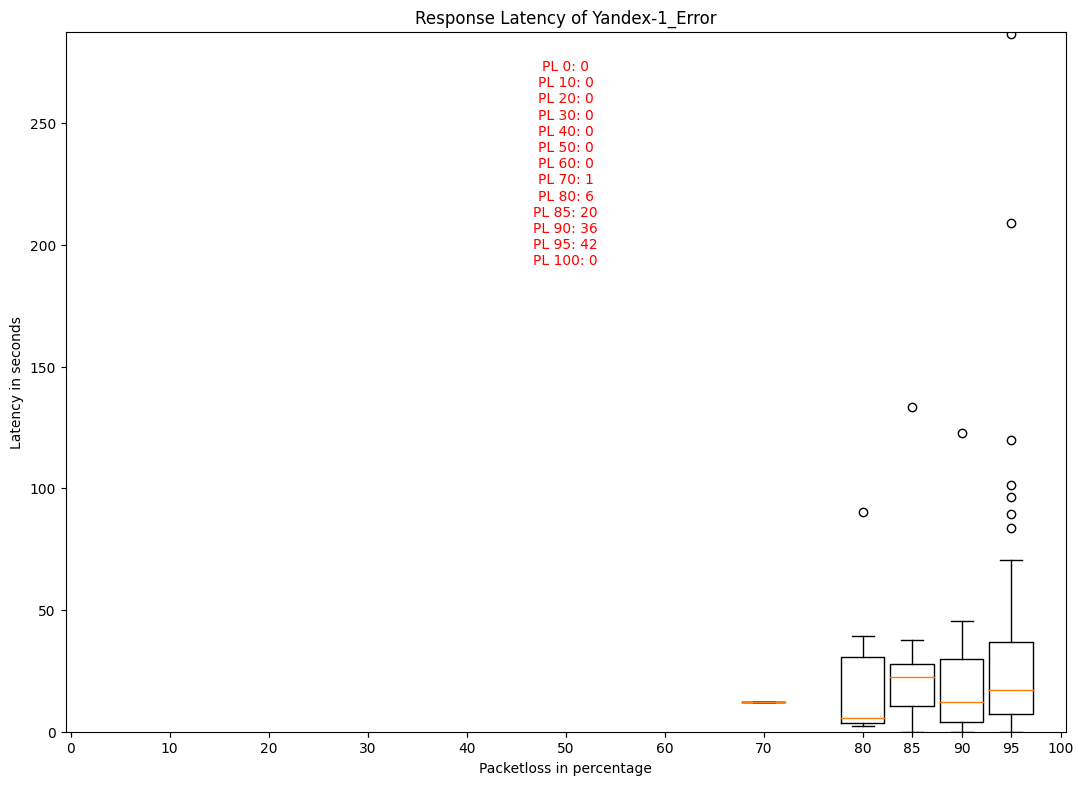 Response Latency of Yandex-1_Error
PL 0: 0
PL 10: 0
PL 20: 0
PL 30: 0
PL 40: 0
PL 50: 0
PL 60: 0
PL 70: 1
PL 80: 6
PL 85: 20
PL 90: 36
PL 95: 42
PL 100: 0
250
200
150
100
50
0
Latency in seconds
0 10 20 30 40 50 60 70 80 85 90 95 100
Packetloss in percentage